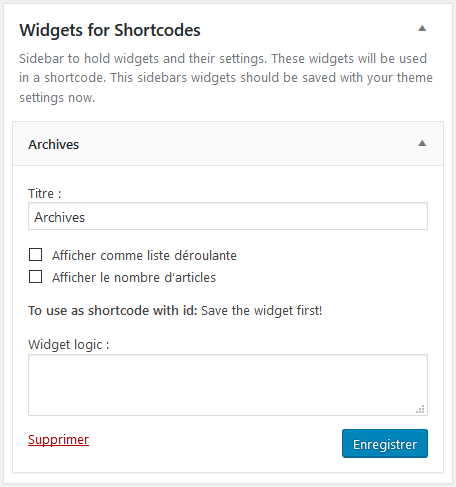 Widgets for Shortcodes
Sidebar to hold widgets and their settings. These widgets will be used
in a shortcode. This sidebars widgets should be saved with your theme
settings now.
Archives
Titre :
Archives
Afficher comme liste déroulante
Afficher le nombre d'articles
To use as shortcode with id: Save the widget first!
Widget logic :
Supprimer
Enregistrer